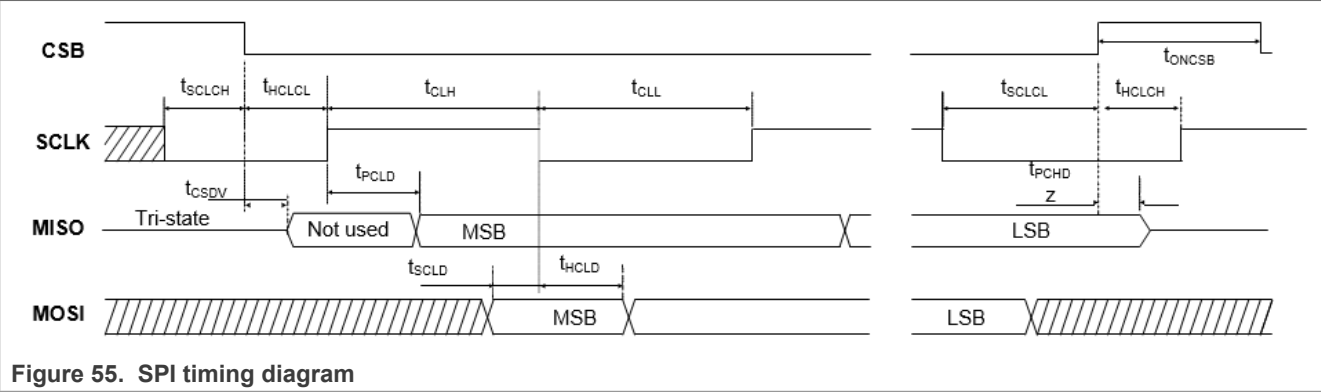 CSB
tONCSB
tSCLCH tHCLCL tCLH tCLL tSCLCL tHCLCH
SCLK
tPCLD tPCHD
tCSDV Z
MISO Tri-state Not used MSB LSB
tSCLD tHCLD
MOSI MSB LSB
Figure 55. SPI timing diagram